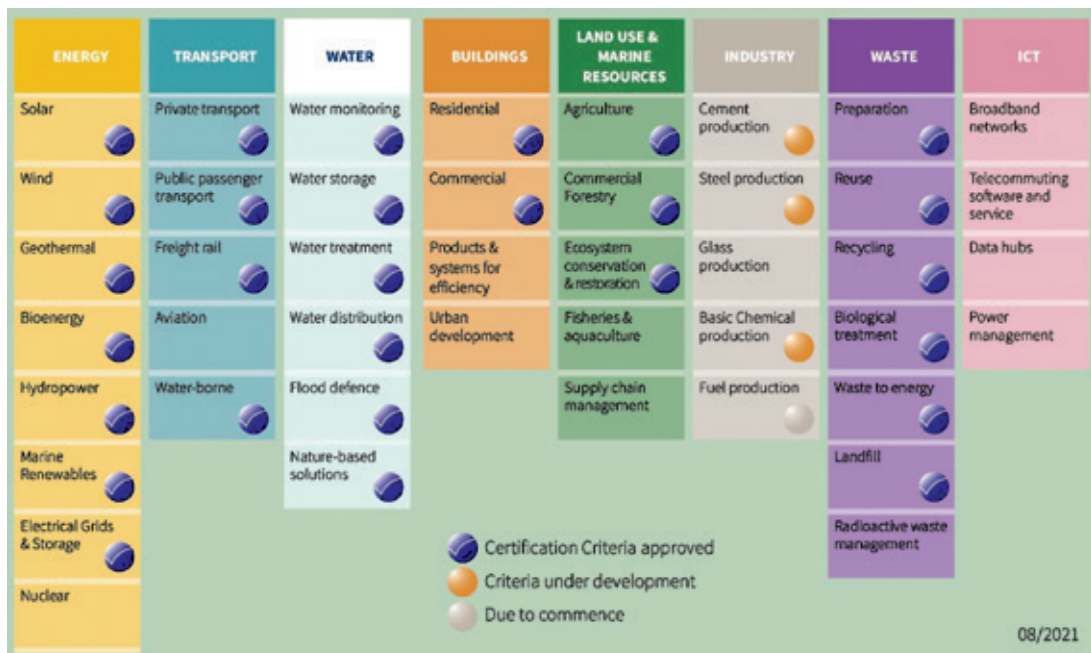 ENERGY
Solar
Wind
Geothermal
Bioenergy
Hydropower
Marine
Renewables
Electrical Grids
& Storage
Nuclear
TRANSPORT
Private transport
Public passenger
transport
Freight rail
Aviation
Water-borne
WATER
Water monitoring
Water storage
Water treatment
Water distribution
Flood defence
Nature-based
solutions
BUILDINGS
Residential
Commercial
Products &
systems for
efficiency
Urban
development
LAND USE &
MARINE
RESOURCES
Agriculture
Commercial
Forestry
Ecosystem
conservation
& restoration
Fisheries &
aquaculture
Supply chain
management
INDUSTRY
Cement
production
Steel production
Glass
production
Basic Chemical
production
Fuel production
WASTE
Preparation
Reuse
Recycling
Biological
treatment
Waste to energy
Landfill
Radioactive waste
management
ICT
Broadband
networks
Telecommuting
software and
service
Data hubs
Power
management
Certification Criteria approved
Criteria under development
Due to commence
08/2021